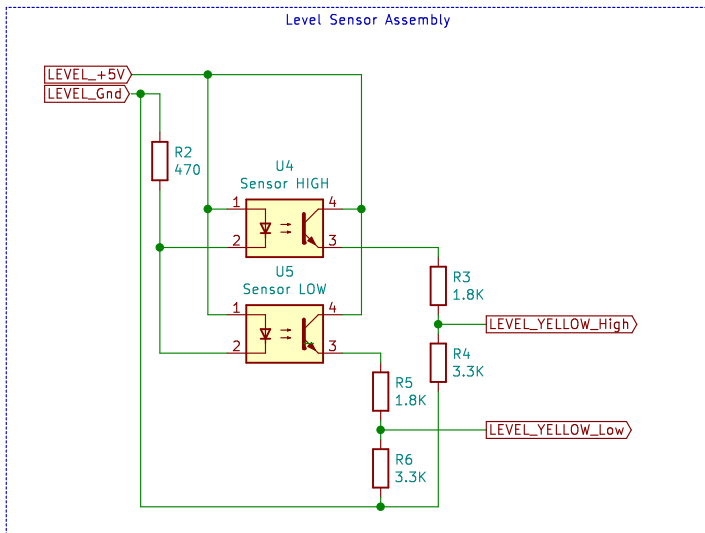 Level Sensor Assembly
LEVEL_+5V
LEVEL_Gnd
R2
470
U4
Sensor HIGH
1
4
2
3
U5
Sensor LOW
1
4
2
3
R3
1.8K
LEVEL_YELLOW_High
R4
3.3K
R5
1.8K
LEVEL_YELLOW_Low
R6
3.3K